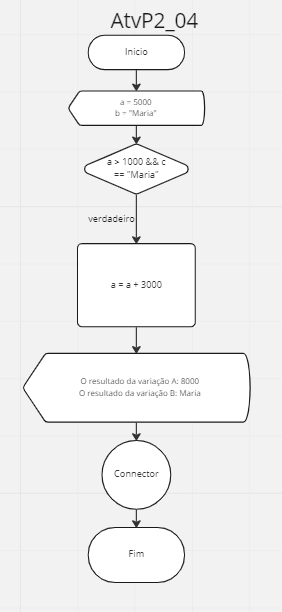 AtvP2_04
Inicio
a = 5000
b = "Maria"
a > 1000 && c
== "Maria"
verdadeiro
a = a + 3000
O resultado da variação A: 8000
O resultado da variação B: Maria
Connector
Fim